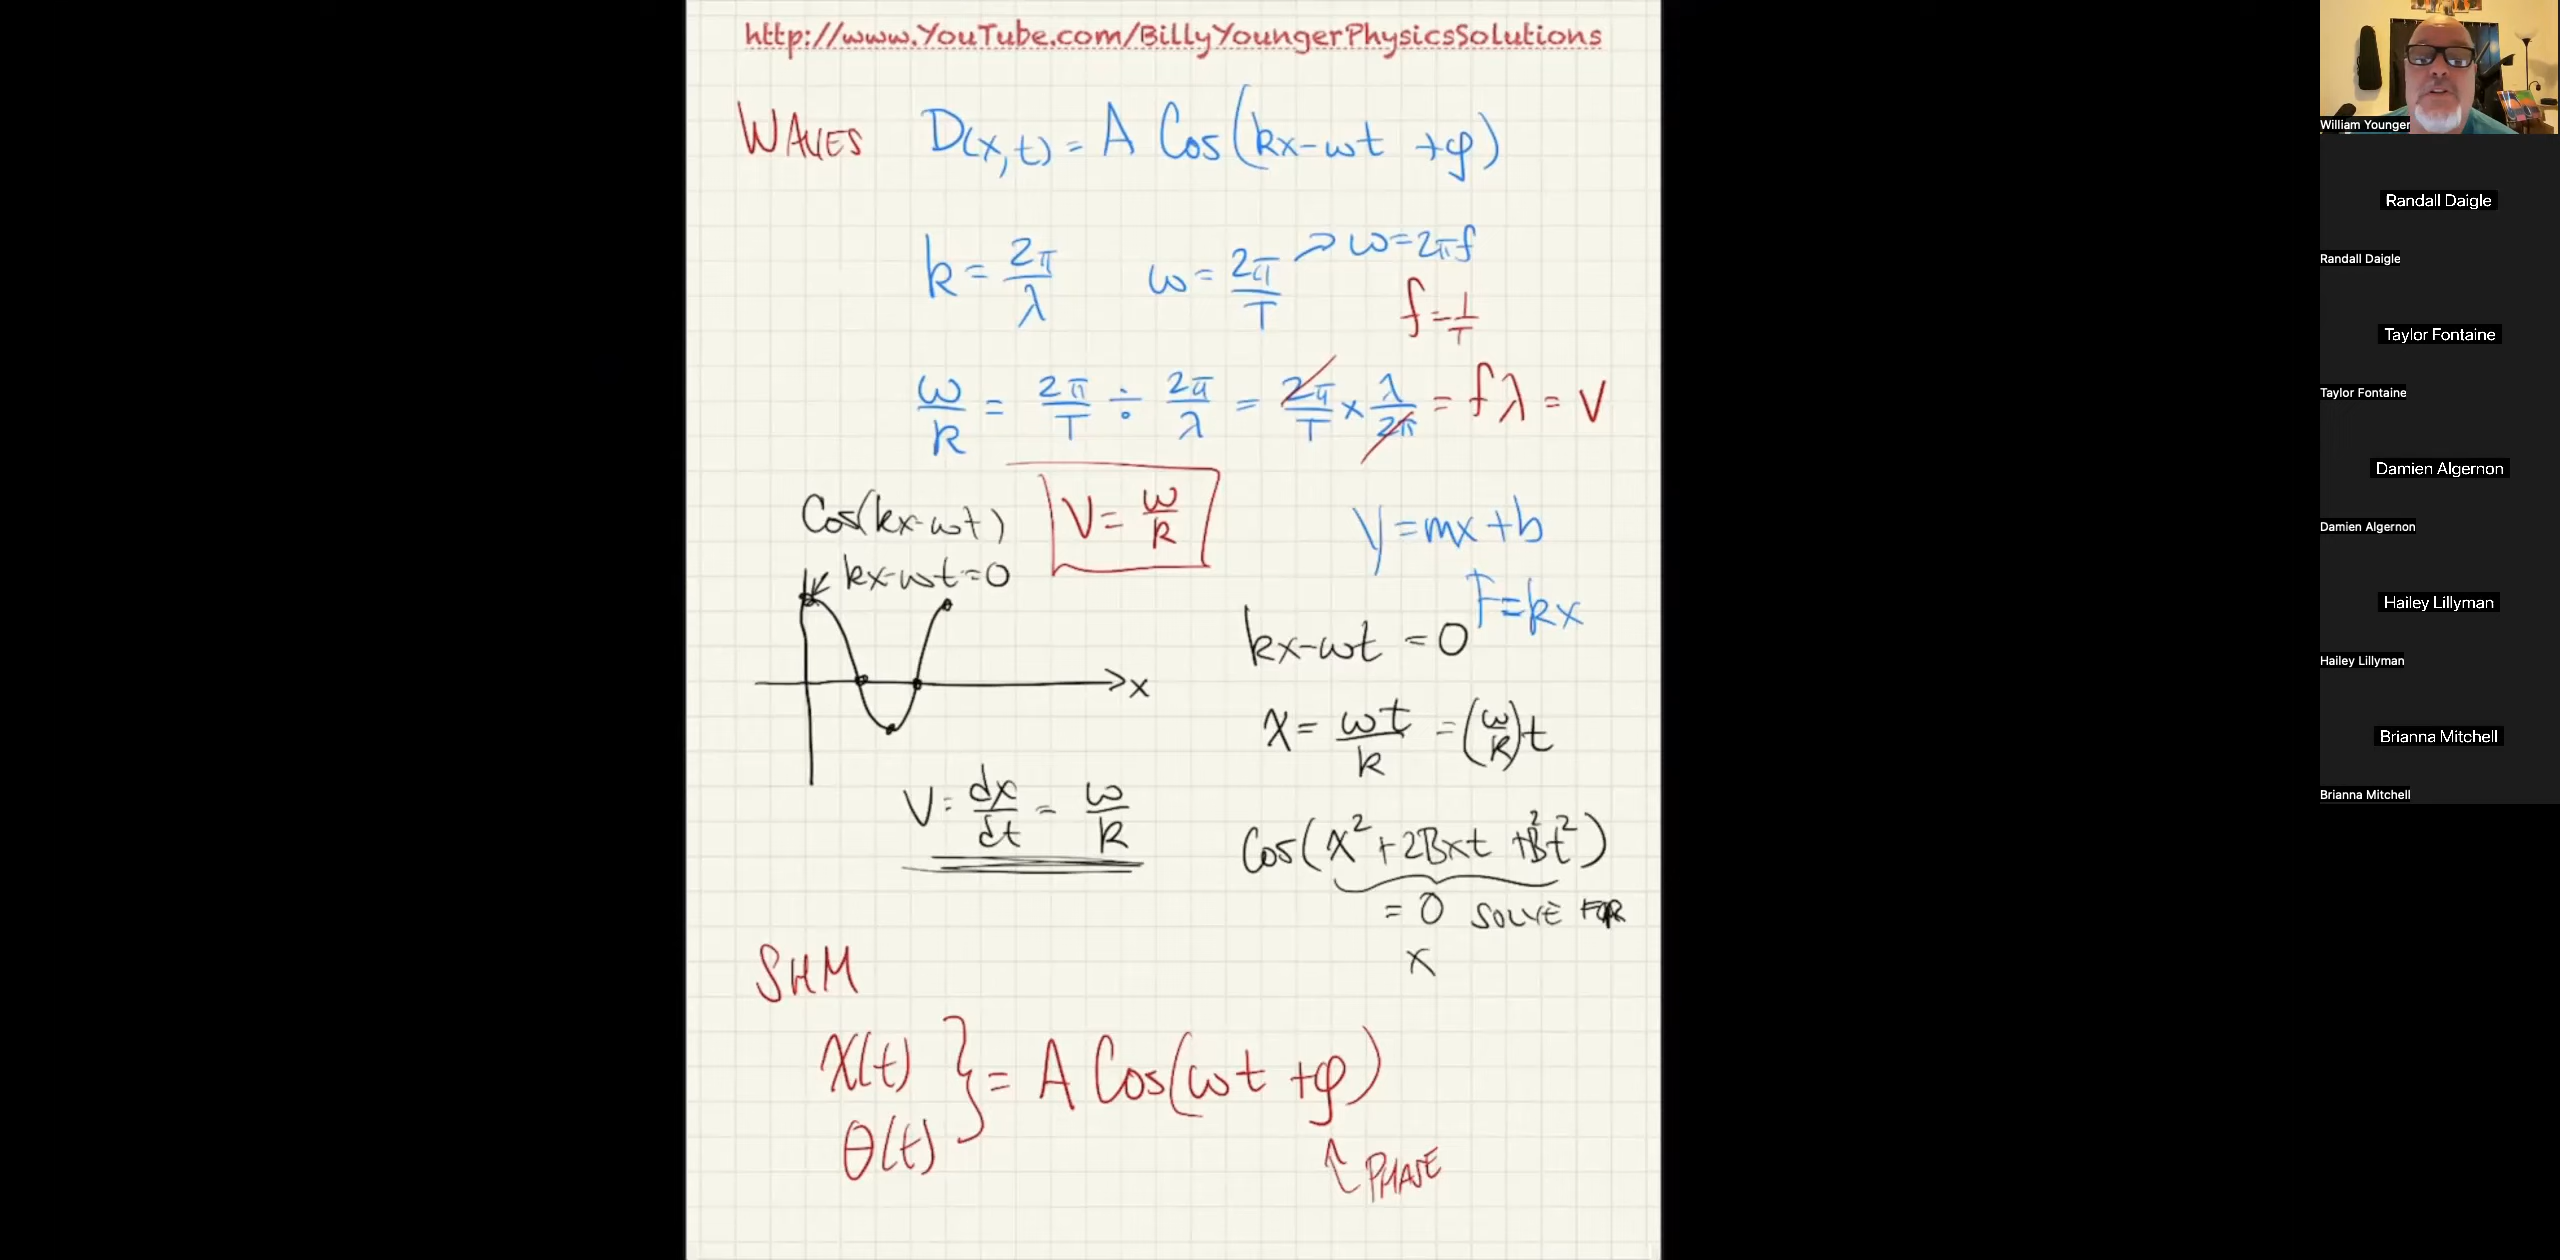 http://www.YouTube.com/BillyYoungerPhysicsSolutions
WAVES D(x,t) = A Cos(kx-ωt +φ)
k = 2π/λ ω = 2π/T → ω=2πf
f = 1/T
ω/k = 2π/T ÷ 2π/λ = 2π/T × λ/2π = fλ = V
Cos(kx-ωt) V = ω/k y = mx + b
kx-ωt=0 F=kx
kx-ωt = 0
x
x = ωt/k = (ω/k)t
V = dx/dt = ω/k
Cos(x² + 2Bxt + B²t²)
= 0 SOLVE FOR
x
SHM
x(t)
θ(t) } = A Cos(ωt +φ)
PHASE
William Younger
Randall Daigle
Randall Daigle
Taylor Fontaine
Taylor Fontaine
Damien Algernon
Damien Algernon
Hailey Lillyman
Hailey Lillyman
Brianna Mitchell
Brianna Mitchell